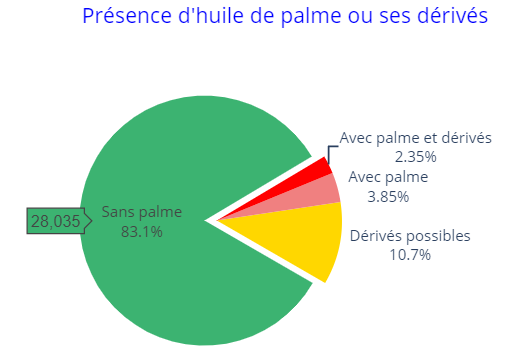 Présence d'huile de palme ou ses dérivés
Avec palme et dérivés
2.35%
Avec palme
3.85%
Sans palme
83.1%
28,035
Dérivés possibles
10.7%